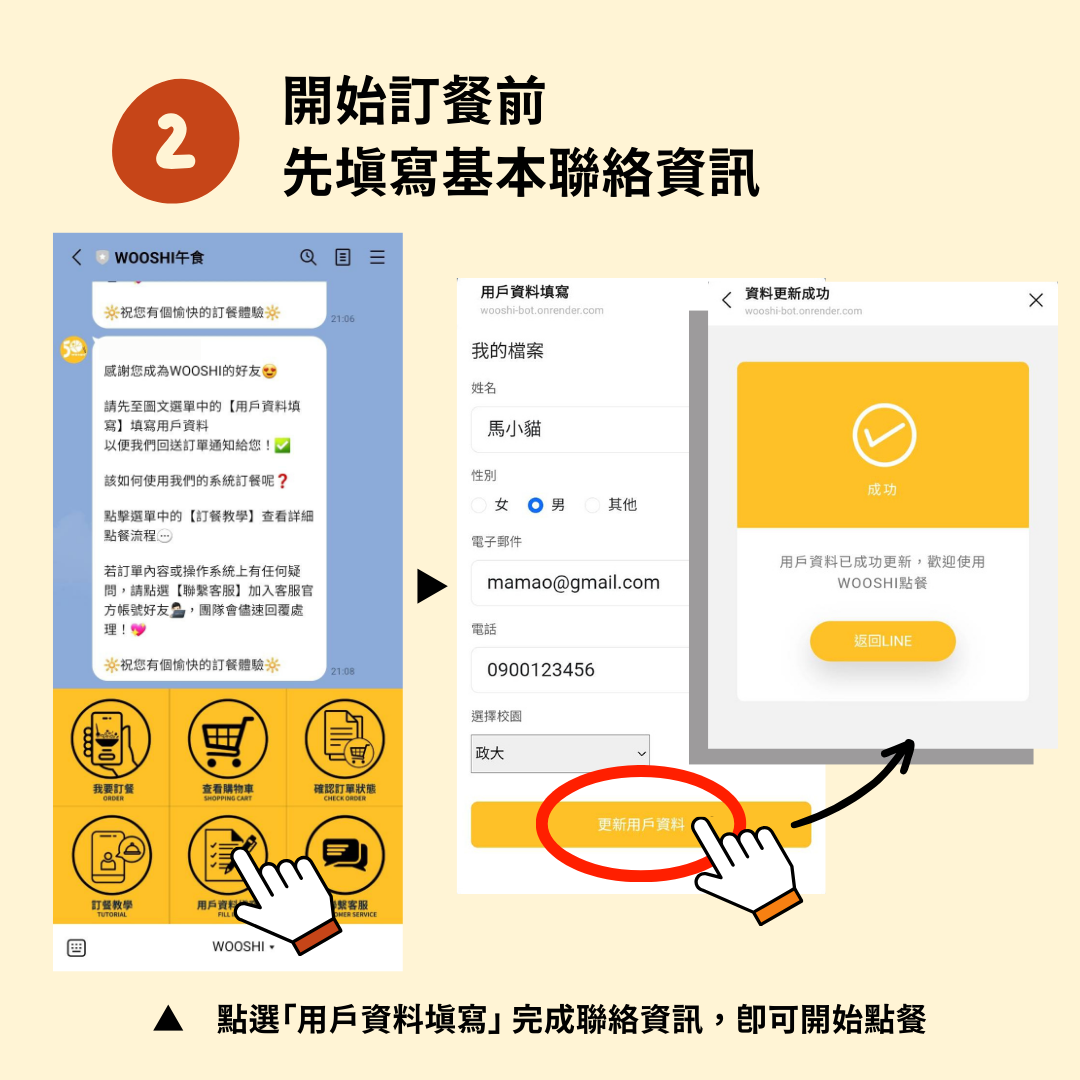 2
開始訂餐前
先塡寫基本聯絡資訊
WOOSHI午食
祝您有個愉快的訂餐體驗
21:06
感謝您成為WOOSHI的好友
請先至圖文選單中的【用戶資料填
寫】填寫用戶資料
以便我們回送訂單通知給您！
該如何使用我們的系統訂餐呢
點擊選單中的【訂餐教學】查看詳細
點餐流程
若訂單內容或操作系統上有任何疑
問，請點選【聯繫客服】加入客服官
方帳號好友，團隊會儘速回覆處
理！
祝您有個愉快的訂餐體驗
21:08
我要訂餐
ORDER
查看購物車
SHOPPING CART
確認訂單狀態
CHECK ORDER
訂餐教學
TUTORIAL
用戶資料
FILL
繫客服
OMER SERVICE
WOOSHI
用戶資料填寫
wooshi-bot.onrender.com
我的檔案
姓名
馬小貓
性別
女 男 其他
電子郵件
mamao@gmail.com
電話
0900123456
選擇校園
政大
更新用戶資料
資料更新成功
wooshi-bot.onrender.com
成功
用戶資料已成功更新，歡迎使用
WOOSHI點餐
返回LINE
點選「用戶資料塡寫」完成聯絡資訊，卽可開始點餐